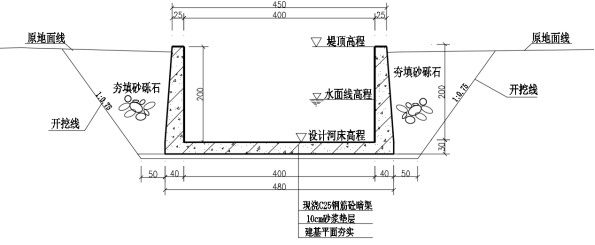 450
25 400 25
原地面线 堤顶高程 原地面线
夯填砂砾石 夯填砂砾石
水面线高程
200 200
1:0.75 1:0.75
开挖线 开挖线
设计河床高程
30
50 40 400 40 50
480
现浇C25钢筋砼暗渠
10cm砂浆垫层
建基平面夯实